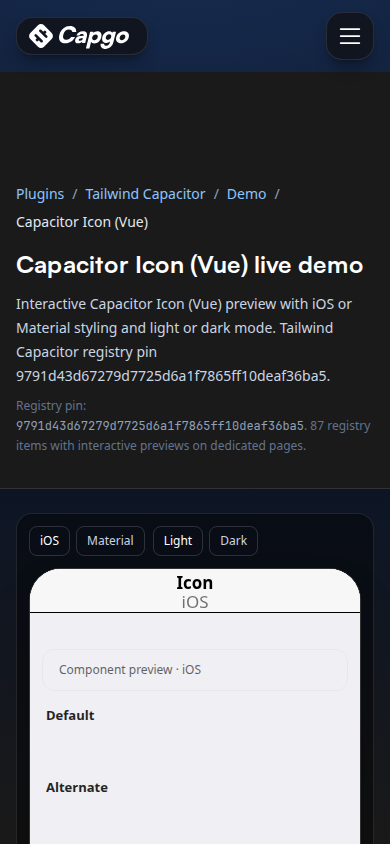 Capgo
Plugins / Tailwind Capacitor / Demo /
Capacitor Icon (Vue)
Capacitor Icon (Vue) live demo
Interactive Capacitor Icon (Vue) preview with iOS or
Material styling and light or dark mode. Tailwind
Capacitor registry pin
9791d43d67279d7725d6a1f7865ff10deaf36ba5.
Registry pin:
9791d43d67279d7725d6a1f7865ff10deaf36ba5. 87 registry
items with interactive previews on dedicated pages.
iOS Material Light Dark
Icon
iOS
Component preview · iOS
Default
Alternate